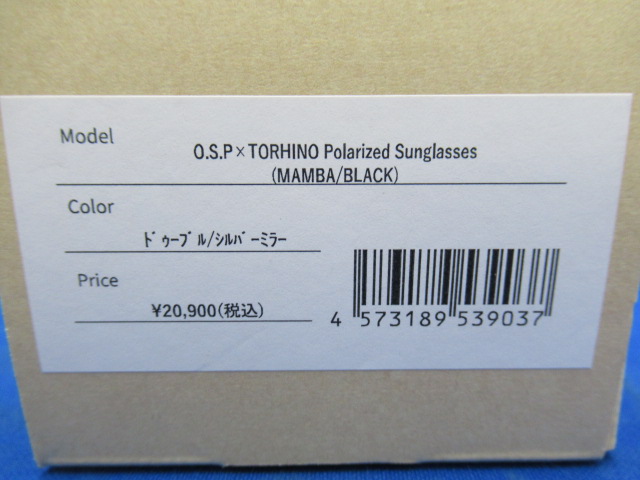 Model
O.S.P×TORHINO Polarized Sunglasses
(MAMBA/BLACK)
Color
ﾄﾞｩｰﾌﾞﾙ/ｼﾙﾊﾞｰﾐﾗｰ
Price
¥20,900(税込)
4 573189 539037